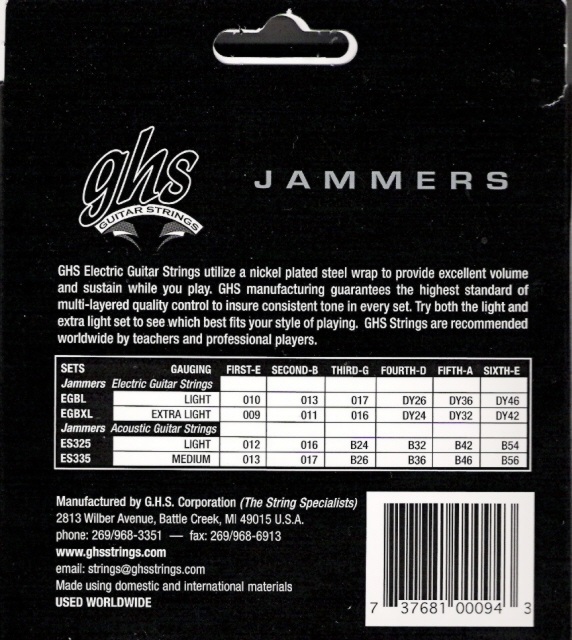 ghs
GUITAR STRINGS
JAMMERS
GHS Electric Guitar Strings utilize a nickel plated steel wrap to provide excellent volume
and sustain while you play. GHS manufacturing guarantees the highest standard of
multi-layered quality control to insure consistent tone in every set. Try both the light and
extra light set to see which best fits your style of playing. GHS Strings are recommended
worldwide by teachers and professional players.
SETS GAUGING FIRST-E SECOND-B THIRD-G FOURTH-D FIFTH-A SIXTH-E
Jammers Electric Guitar Strings
EGBL LIGHT 010 013 017 DY26 DY36 DY46
EGBXL EXTRA LIGHT 009 011 016 DY24 DY32 DY42
Jammers Acoustic Guitar Strings
ES325 LIGHT 012 016 B24 B32 B42 B54
ES335 MEDIUM 013 017 B26 B36 B46 B56
Manufactured by G.H.S. Corporation (The String Specialists)
2813 Wilber Avenue, Battle Creek, MI 49015 U.S.A.
phone: 269/968-3351 — fax: 269/968-6913
www.ghsstrings.com
email: strings@ghsstrings.com
Made using domestic and international materials
USED WORLDWIDE
7 37681 00094 3